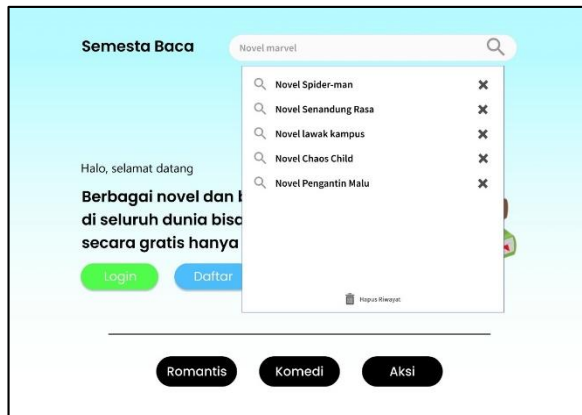 Semesta Baca
Novel marvel
Novel Spider-man
Novel Senandung Rasa
Novel lawak kampus
Novel Chaos Child
Novel Pengantin Malu
Hapus Riwayat
Halo, selamat datang
Berbagai novel dan
di seluruh dunia bisa
secara gratis hanya
Login
Daftar
Romantis
Komedi
Aksi